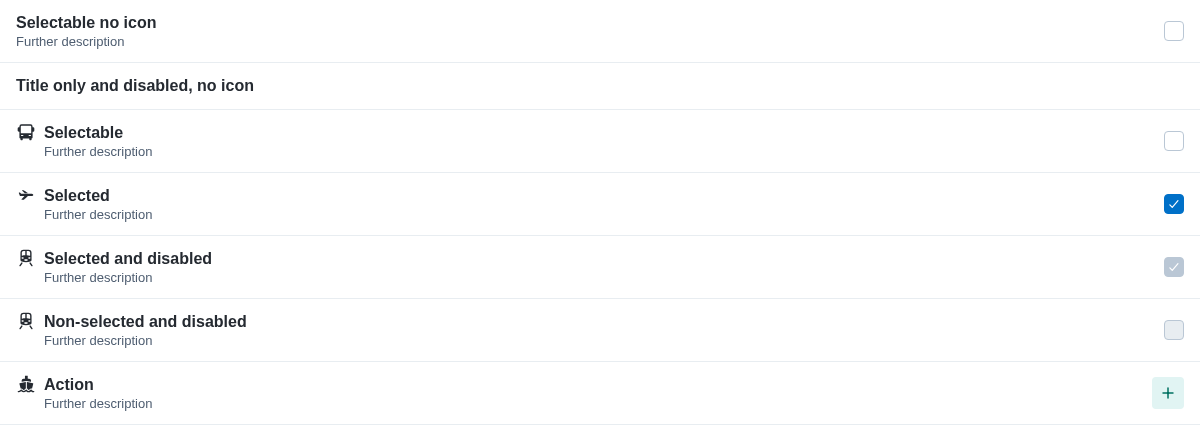 Selectable no icon
Further description
Title only and disabled, no icon
Selectable
Further description
Selected
Further description
Selected and disabled
Further description
Non-selected and disabled
Further description
Action
Further description